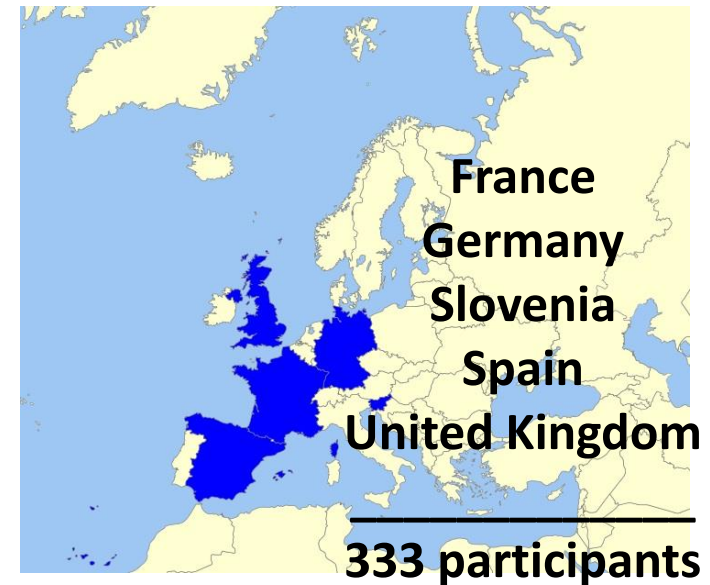 France
Germany
Slovenia
Spain
United Kingdom
333 participants